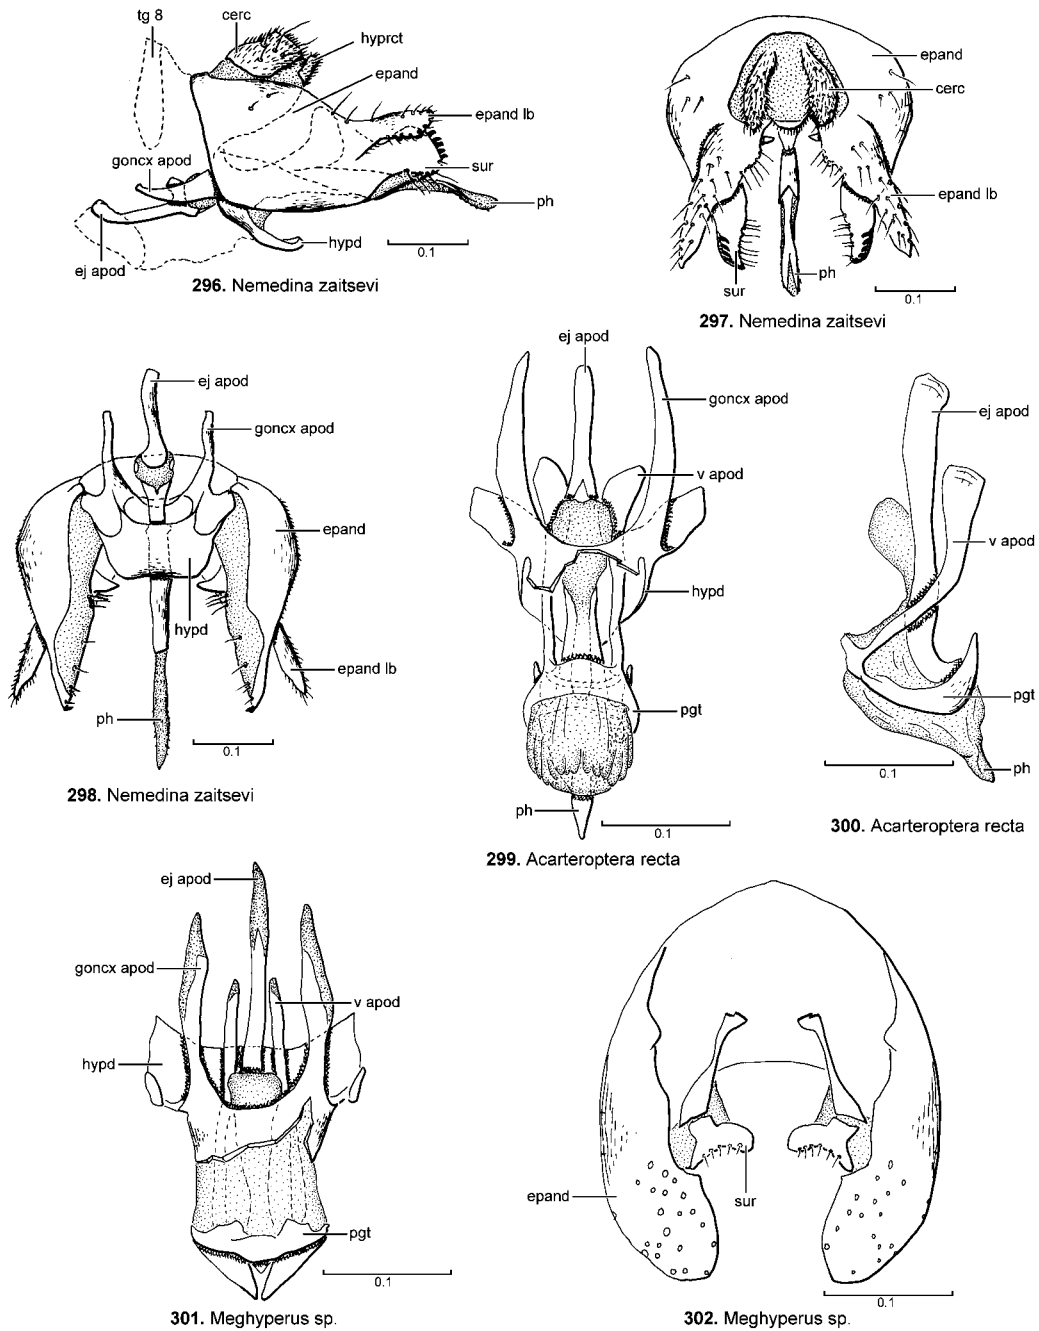 tg 8
cerc
hyprct
epand
epand lb
goncx apod
sur
ph
hypd
ej apod
0.1
296. Nemedina zaitsevi
epand
cerc
epand lb
ph
sur
0.1
297. Nemedina zaitsevi
ej apod
goncx apod
epand
hypd
epand lb
ph
0.1
298. Nemedina zaitsevi
ej apod
goncx apod
v apod
hypd
pgt
ph
0.1
299. Acarteroptera recta
ej apod
v apod
pgt
ph
0.1
300. Acarteroptera recta
ej apod
goncx apod
v apod
hypd
pgt
0.1
301. Meghyperus sp.
epand
sur
0.1
302. Meghyperus sp.